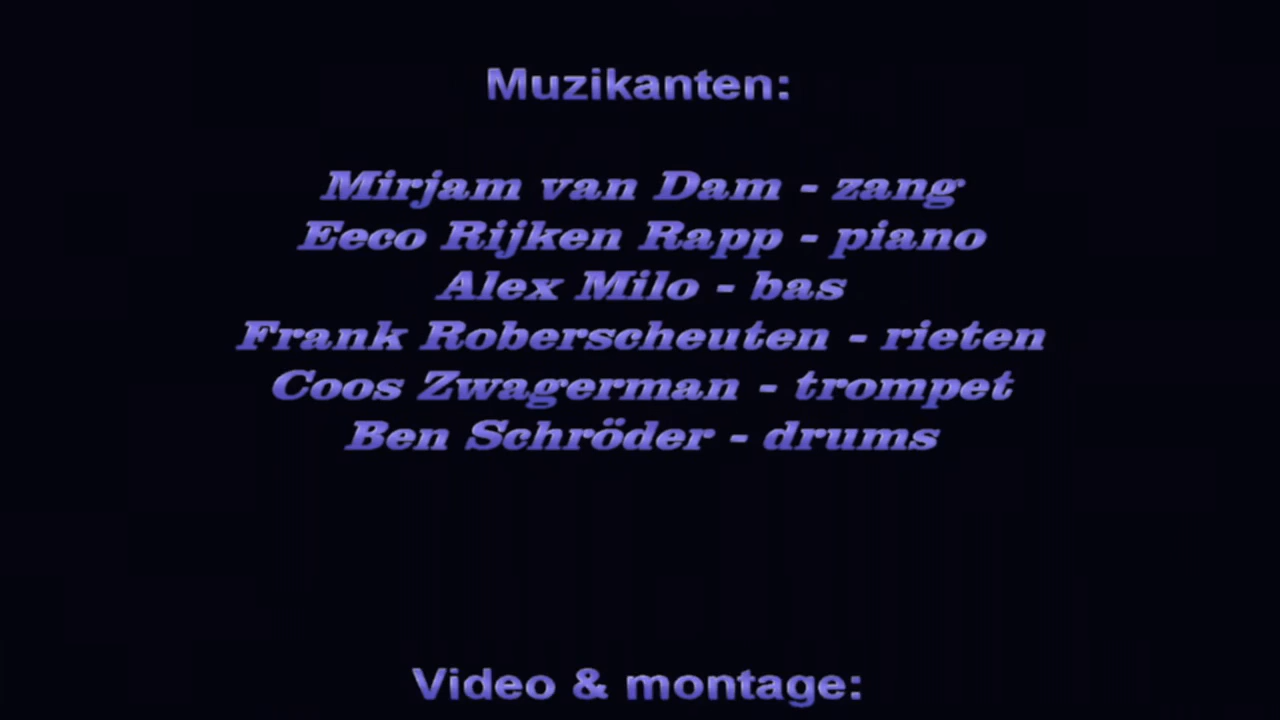 Muzikanten:
Mirjam van Dam - zang
Eeco Rijken Rapp - piano
Alex Milo - bas
Frank Roberscheuten - rieten
Coos Zwagerman - trompet
Ben Schröder - drums
Video & montage: